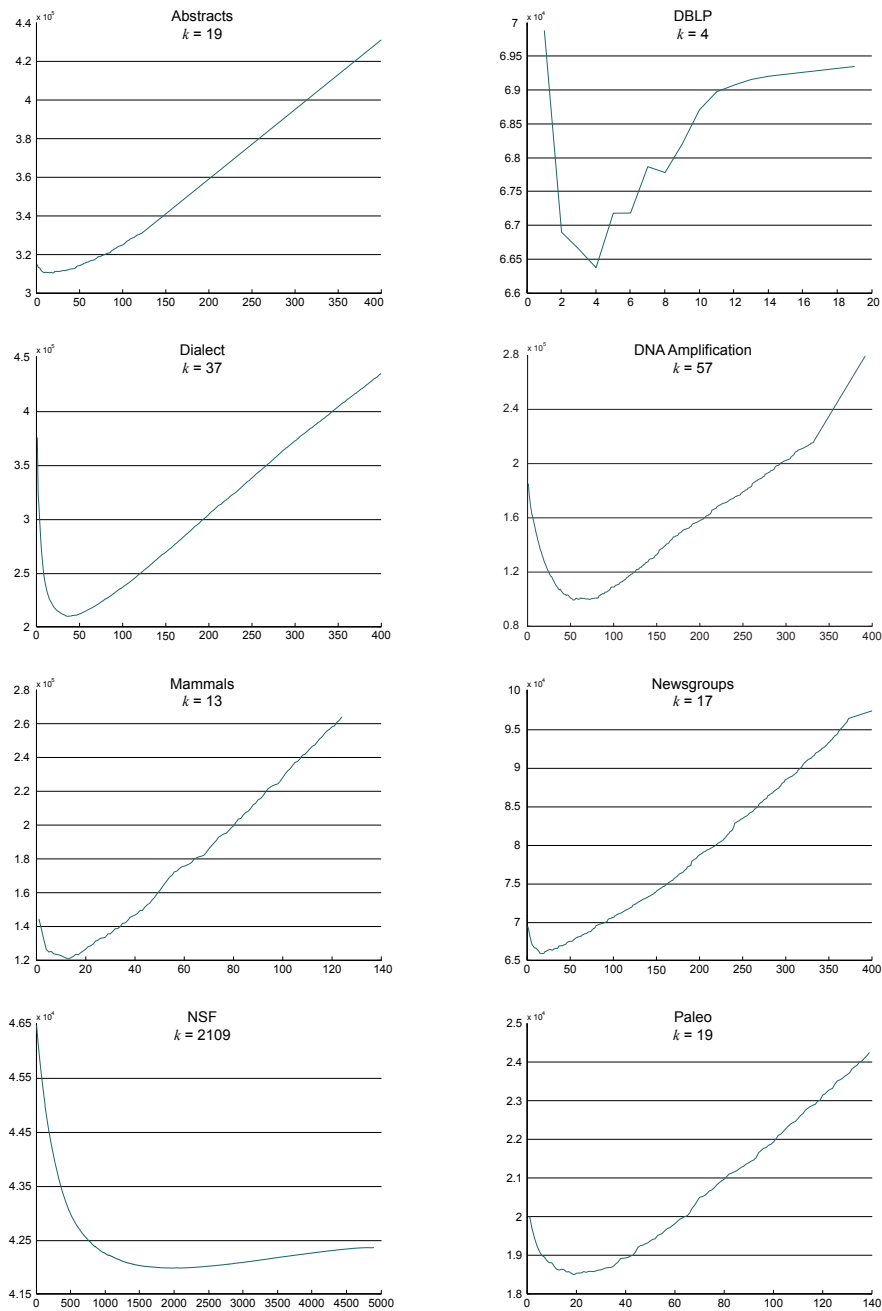 Abstracts
k = 19
x 10⁵
4.4
4.2
4
3.8
3.6
3.4
3.2
3
0 50 100 150 200 250 300 350 400
DBLP
k = 4
x 10⁴
7
6.95
6.9
6.85
6.8
6.75
6.7
6.65
6.6
0 2 4 6 8 10 12 14 16 18 20
Dialect
k = 37
x 10⁵
4.5
4
3.5
3
2.5
2
0 50 100 150 200 250 300 350 400
DNA Amplification
k = 57
x 10⁵
2.8
2.4
2
1.6
1.2
0.8
0 50 100 150 200 250 300 350 400
Mammals
k = 13
x 10⁵
2.8
2.6
2.4
2.2
2
1.8
1.6
1.4
1.2
0 20 40 60 80 100 120 140
Newsgroups
k = 17
x 10⁴
10
9.5
9
8.5
8
7.5
7
6.5
0 50 100 150 200 250 300 350 400
NSF
k = 2109
x 10⁴
4.65
4.55
4.45
4.35
4.25
4.15
0 500 1000 1500 2000 2500 3000 3500 4000 4500 5000
Paleo
k = 19
x 10⁴
2.5
2.4
2.3
2.2
2.1
2
1.9
1.8
0 20 40 60 80 100 120 140